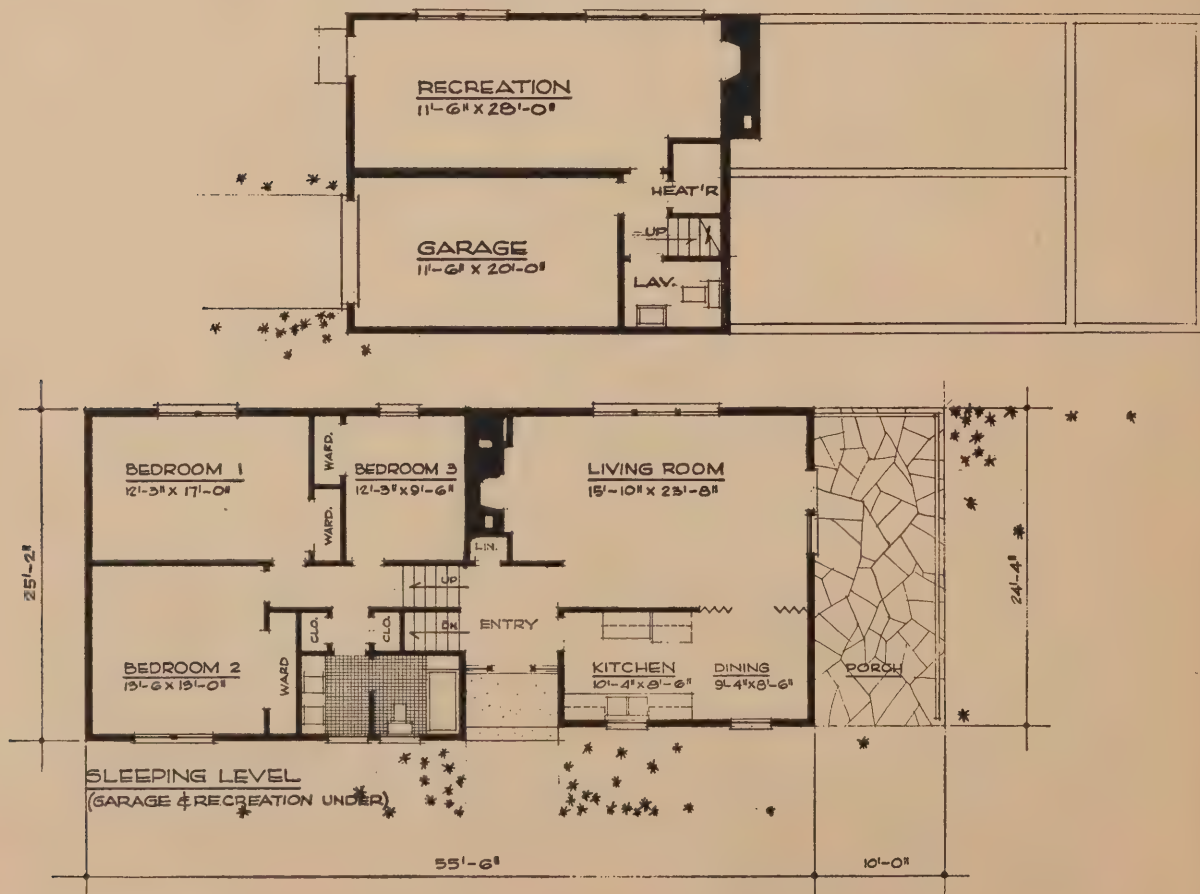 RECREATION
11'-6" X 28'-0"
HEAT'R
GARAGE
11'-6" X 20'-0"
UP
LAV.
BEDROOM 1
12'-3" X 17'-0"
WARD.
WARD.
BEDROOM 3
12'-3" X 9'-6"
LIVING ROOM
15'-10" X 23'-8"
LIN.
25'-2"
24'-4"
UP
CLO.
CLO.
DN
ENTRY
BEDROOM 2
13'-6 X 13'-0"
WARD
KITCHEN
10'-4" X 8'-6"
DINING
9'-4" X 8'-6"
PORCH
SLEEPING LEVEL
(GARAGE & RECREATION UNDER)
55'-6"
10'-0"